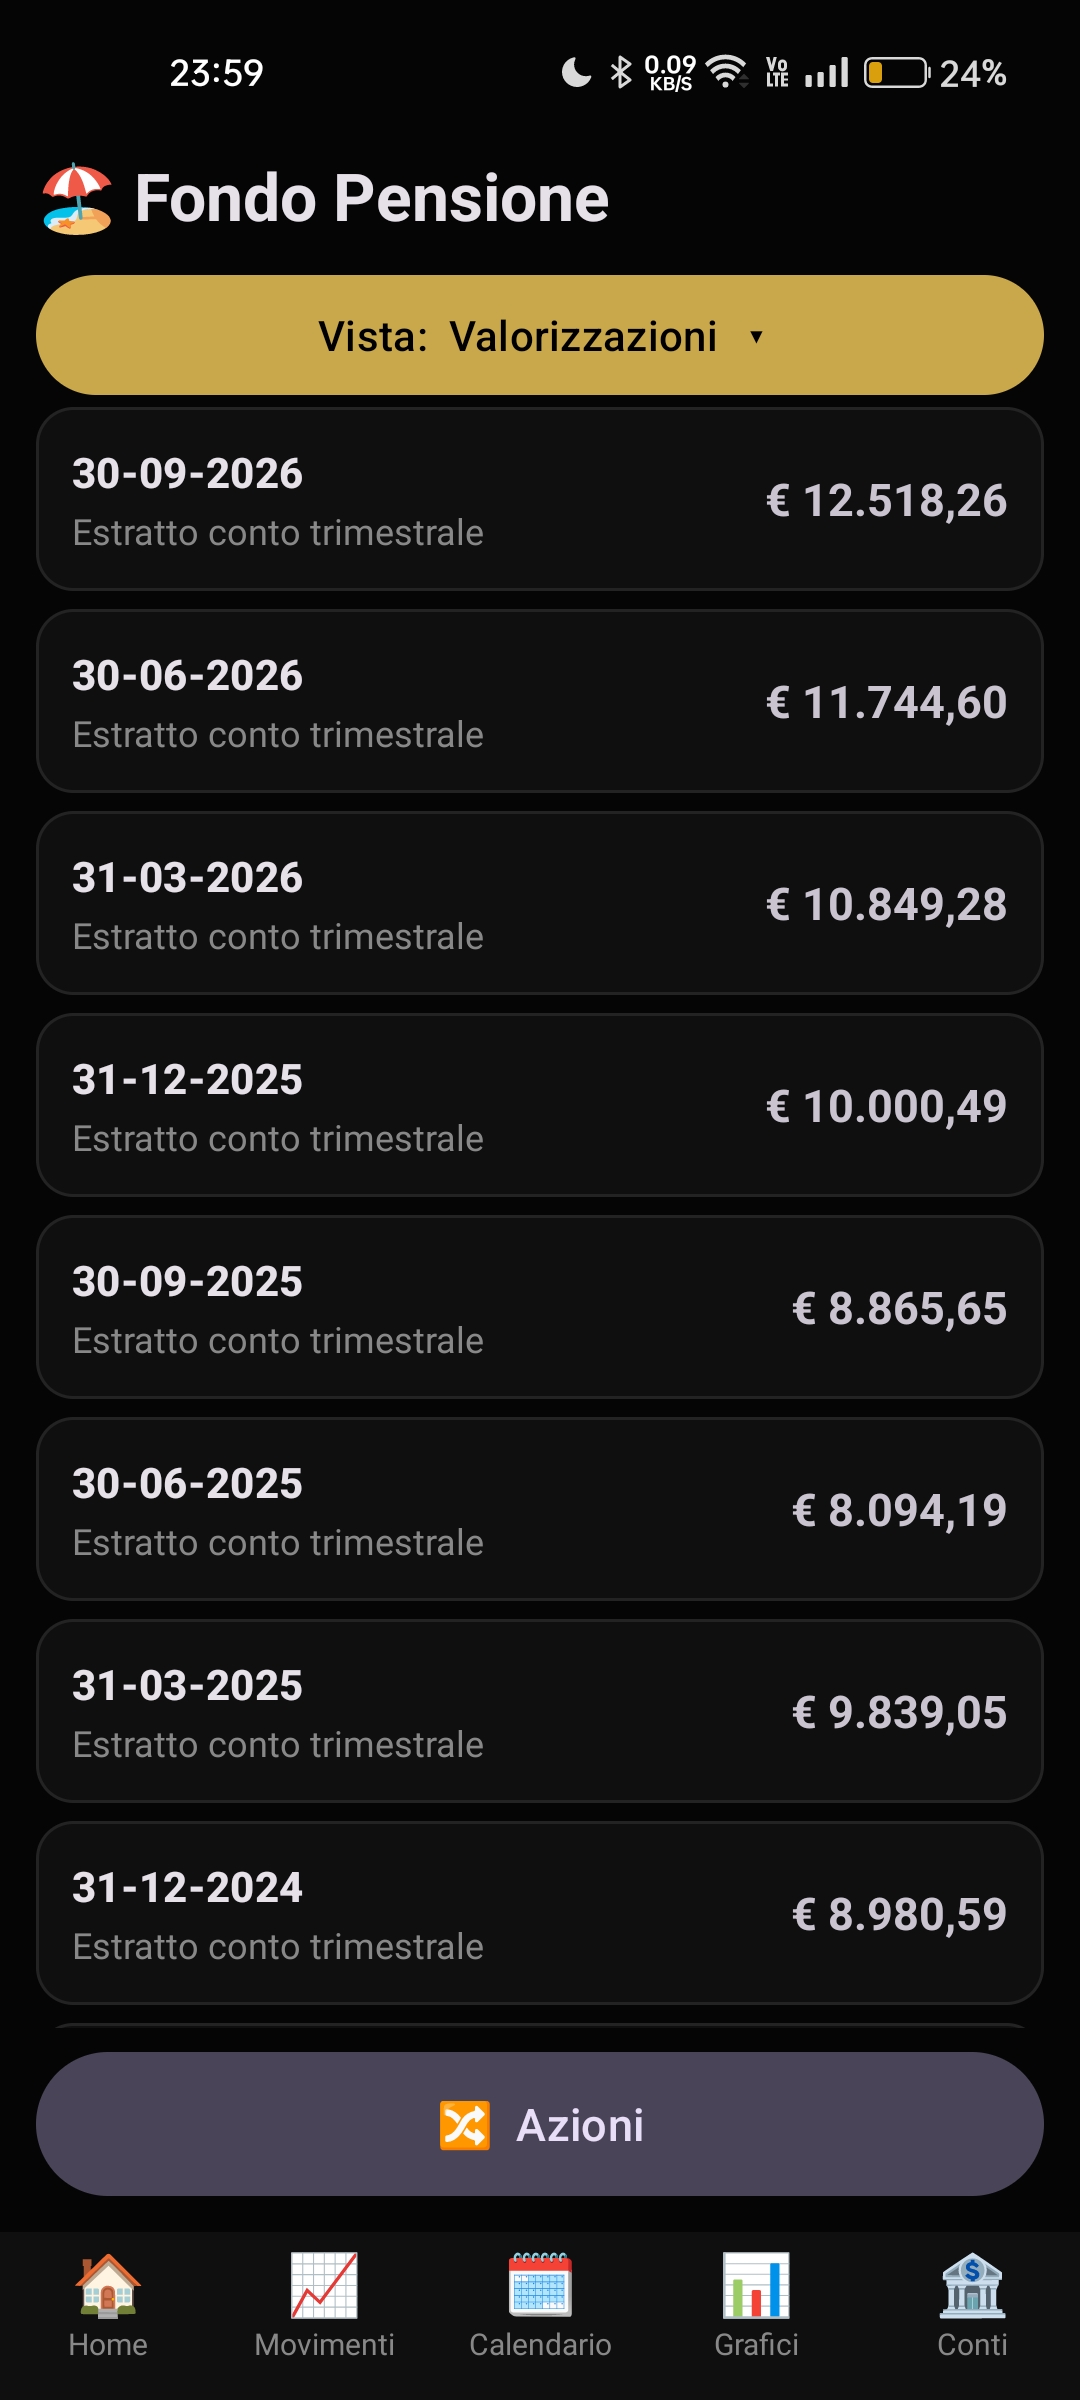 23:59
0.09 KB/S Vo LTE 24%
Fondo Pensione
Vista: Valorizzazioni ▾
30-09-2026
Estratto conto trimestrale
€ 12.518,26
30-06-2026
Estratto conto trimestrale
€ 11.744,60
31-03-2026
Estratto conto trimestrale
€ 10.849,28
31-12-2025
Estratto conto trimestrale
€ 10.000,49
30-09-2025
Estratto conto trimestrale
€ 8.865,65
30-06-2025
Estratto conto trimestrale
€ 8.094,19
31-03-2025
Estratto conto trimestrale
€ 9.839,05
31-12-2024
Estratto conto trimestrale
€ 8.980,59
Azioni
Home Movimenti Calendario Grafici Conti